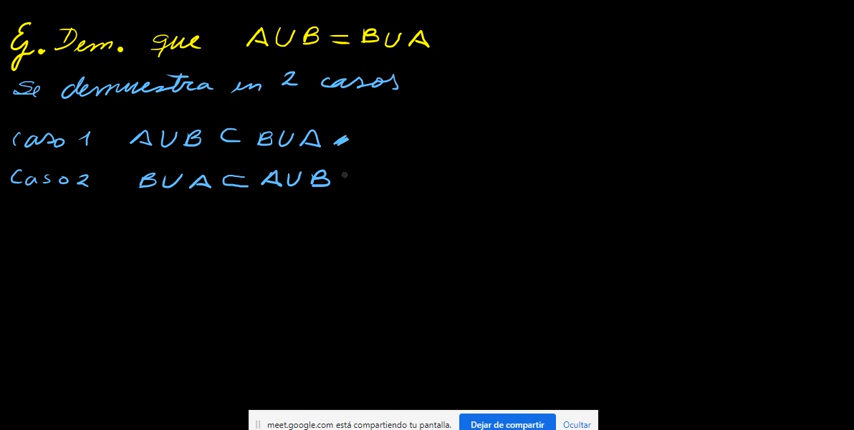 Ej. Dem. que A∪B = B∪A
Se demuestra en 2 casos
Caso 1 A∪B ⊂ B∪A
Caso 2 B∪A ⊂ A∪B
meet.google.com está compartiendo tu pantalla. Dejar de compartir Ocultar